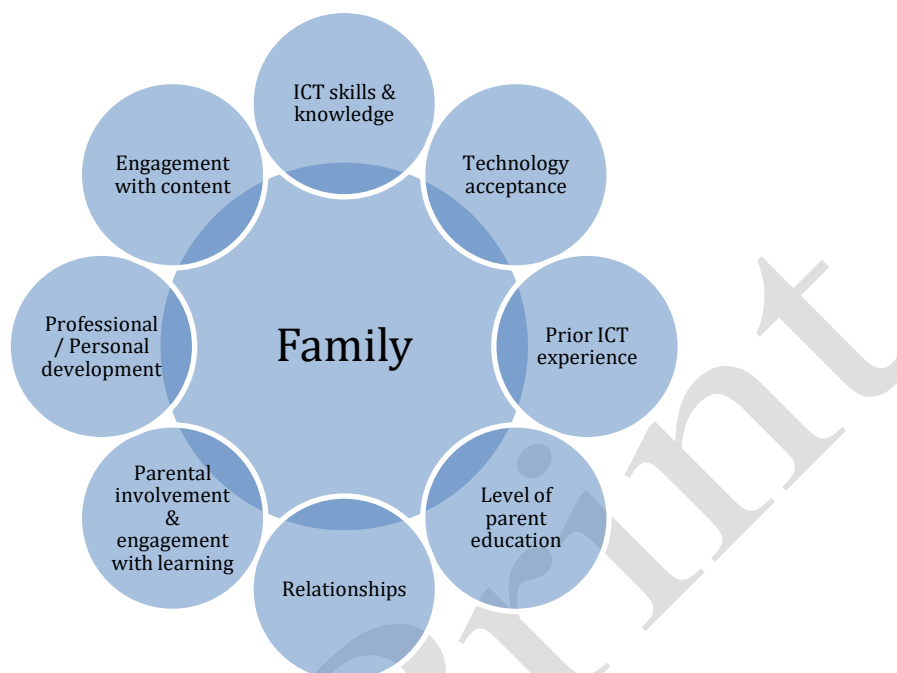 ICT skills &
knowledge
Technology
acceptance
Prior ICT
experience
Level of
parent
education
Relationships
Parental
involvement
&
engagement
with learning
Professional
/ Personal
development
Engagement
with content
Family
rint